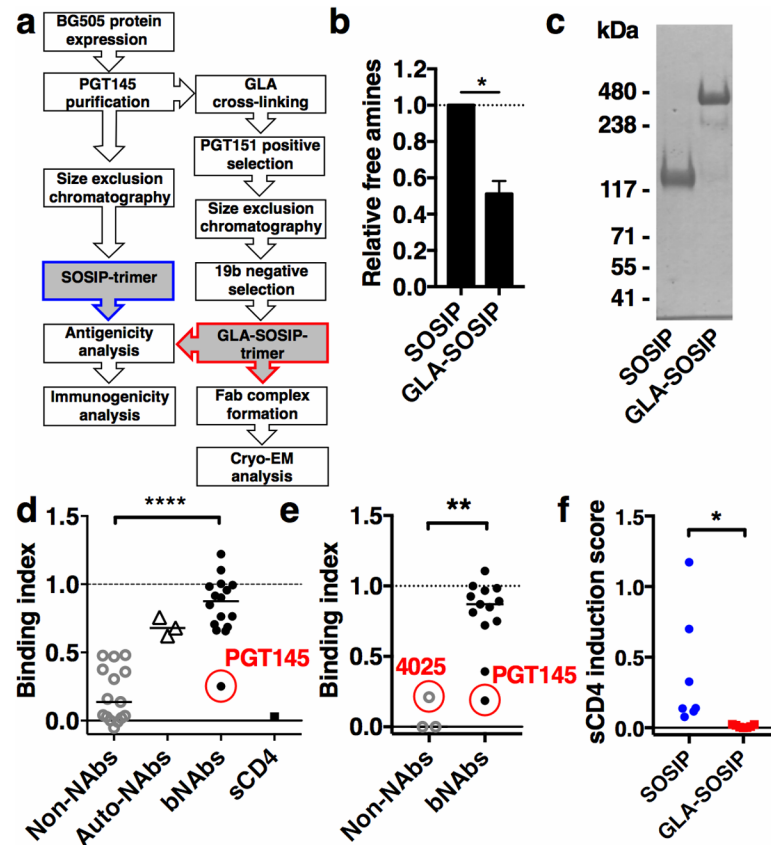 a
BG505 protein
expression
PGT145
purification
GLA
cross-linking
PGT151 positive
selection
Size exclusion
chromatography
Size exclusion
chromatography
19b negative
selection
SOSIP-trimer
GLA-SOSIP-
trimer
Antigenicity
analysis
Immunogenicity
analysis
Fab complex
formation
Cryo-EM
analysis
b
Relative free amines
1.2
1.0
0.8
0.6
0.4
0.2
0.0
*
SOSIP
GLA-SOSIP
c
kDa
480 -
238 -
117 -
71 -
55 -
41 -
SOSIP
GLA-SOSIP
d
Binding index
1.5
1.0
0.5
0.0
****
PGT145
Non-NAbs
Auto-NAbs
bNAbs
sCD4
e
Binding index
1.5
1.0
0.5
0.0
**
4025
PGT145
Non-NAbs
bNAbs
f
sCD4 induction score
1.5
1.0
0.5
0.0
*
SOSIP
GLA-SOSIP